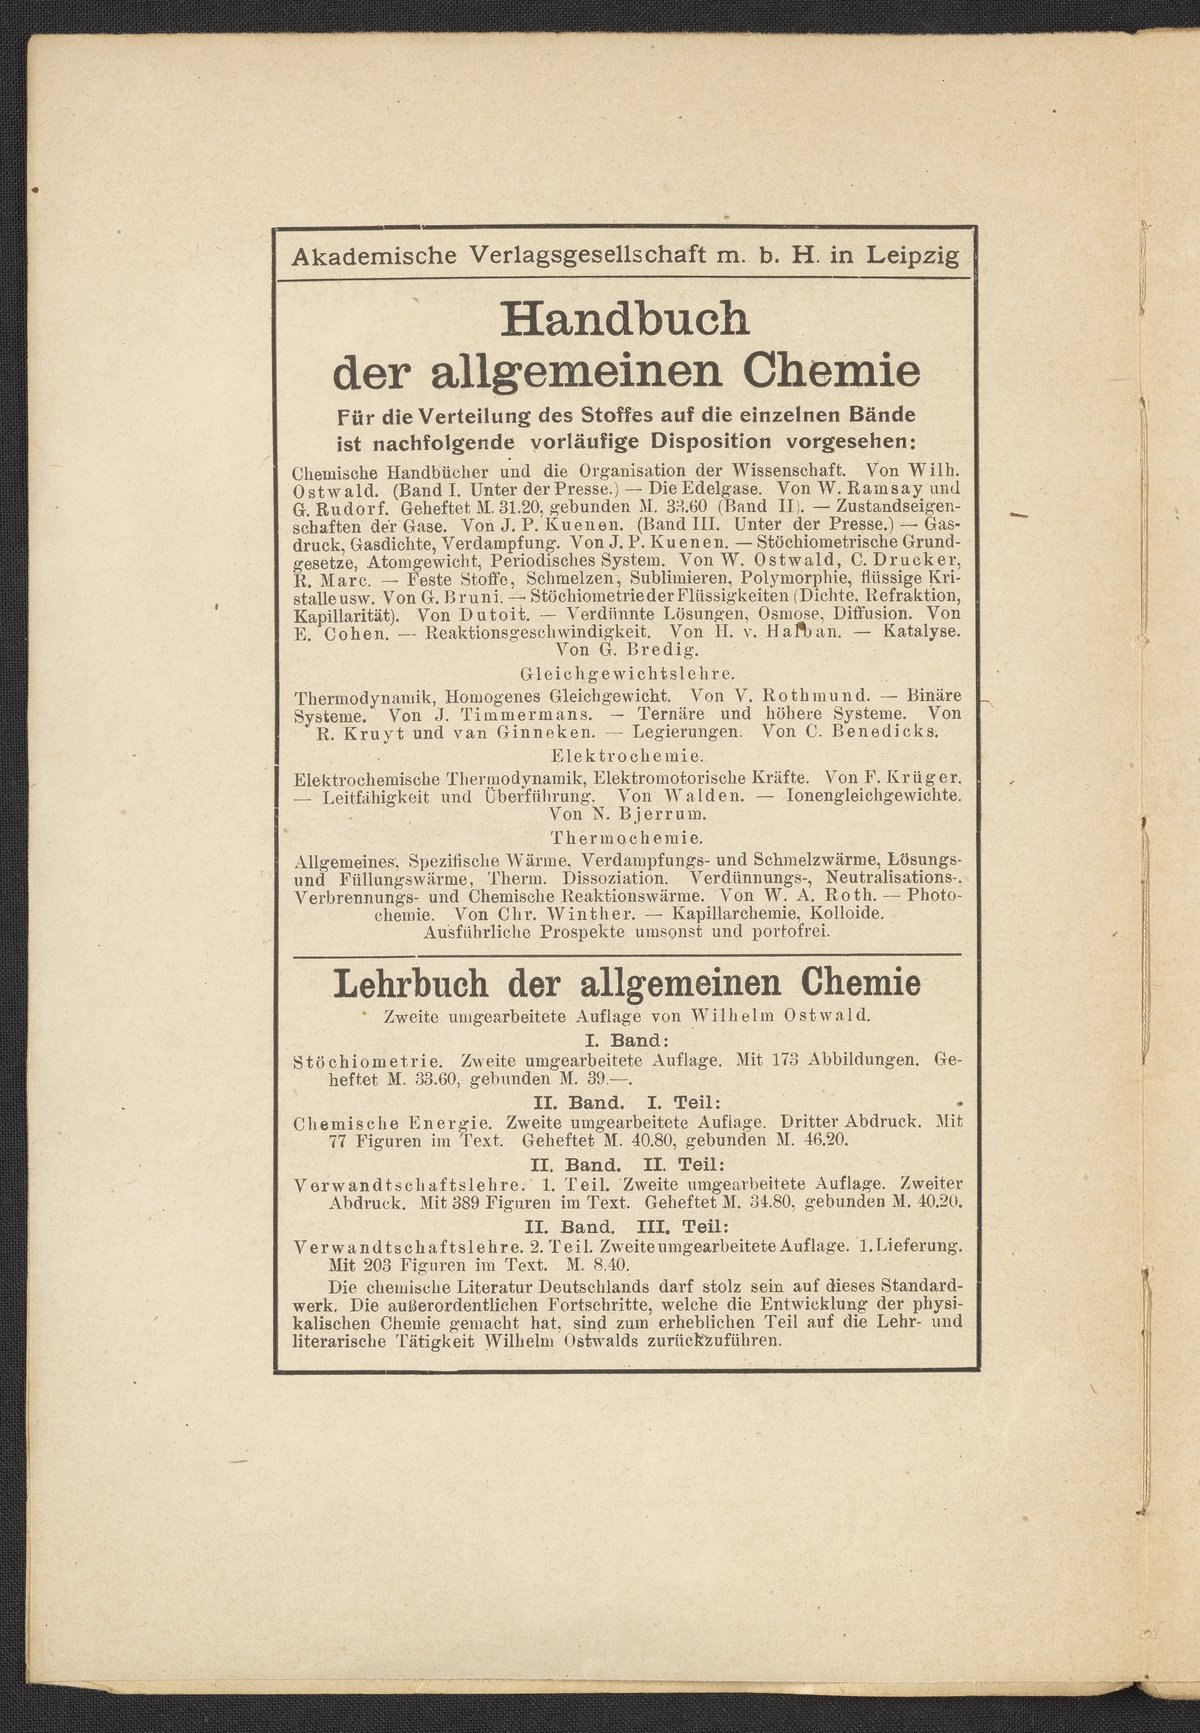 Akademische Verlagsgesellschaft m. b. H. in Leipzig
Handbuch
der allgemeinen Chemie
Für die Verteilung des Stoffes auf die einzelnen Bände
ist nachfolgende vorläufige Disposition vorgesehen:
Chemische Handbücher und die Organisation der Wissenschaft. Von Wilh.
Ostwald. (Band I. Unter der Presse.) — Die Edelgase. Von W. Ramsay und
G. Rudorf. Geheftet M. 31.20, gebunden M. 33.60 (Band II). — Zustandseigen-
schaften der Gase. Von J. P. Kuenen. (Band III. Unter der Presse.) — Gas-
druck, Gasdichte, Verdampfung. Von J. P. Kuenen. — Stöchiometrische Grund-
gesetze, Atomgewicht, Periodisches System. Von W. Ostwald, C. Drucker,
R. Marc. — Feste Stoffe, Schmelzen, Sublimieren, Polymorphie, flüssige Kri-
stalle usw. Von G. Bruni. — Stöchiometrie der Flüssigkeiten (Dichte, Refraktion,
Kapillarität). Von Dutoit. — Verdünnte Lösungen, Osmose, Diffusion. Von
E. Cohen. — Reaktionsgeschwindigkeit. Von H. v. Halban. — Katalyse.
Von G. Bredig.
Gleichgewichtslehre.
Thermodynamik, Homogenes Gleichgewicht. Von V. Rothmund. — Binäre
Systeme. Von J. Timmermans. — Ternäre und höhere Systeme. Von
R. Kruyt und van Ginneken. — Legierungen. Von C. Benedicks.
Elektrochemie.
Elektrochemische Thermodynamik, Elektromotorische Kräfte. Von F. Krüger.
— Leitfähigkeit und Überführung. Von Walden. — Ionengleichgewichte.
Von N. Bjerrum.
Thermochemie.
Allgemeines, Spezifische Wärme, Verdampfungs- und Schmelzwärme, Lösungs-
und Füllungswärme, Therm. Dissoziation. Verdünnungs-, Neutralisations-,
Verbrennungs- und Chemische Reaktionswärme. Von W. A. Roth. — Photo-
chemie. Von Chr. Winther. — Kapillarchemie, Kolloide.
Ausführliche Prospekte umsonst und portofrei.
Lehrbuch der allgemeinen Chemie
Zweite umgearbeitete Auflage von Wilhelm Ostwald.
I. Band:
Stöchiometrie. Zweite umgearbeitete Auflage. Mit 173 Abbildungen. Ge-
heftet M. 33.60, gebunden M. 39.—.
II. Band. I. Teil:
Chemische Energie. Zweite umgearbeitete Auflage. Dritter Abdruck. Mit
77 Figuren im Text. Geheftet M. 40.80, gebunden M. 46.20.
II. Band. II. Teil:
Verwandtschaftslehre. 1. Teil. Zweite umgearbeitete Auflage. Zweiter
Abdruck. Mit 389 Figuren im Text. Geheftet M. 34.80, gebunden M. 40.20.
II. Band. III. Teil:
Verwandtschaftslehre. 2. Teil. Zweite umgearbeitete Auflage. 1. Lieferung.
Mit 203 Figuren im Text. M. 8.40.
Die chemische Literatur Deutschlands darf stolz sein auf dieses Standard-
werk. Die außerordentlichen Fortschritte, welche die Entwicklung der physi-
kalischen Chemie gemacht hat, sind zum erheblichen Teil auf die Lehr- und
literarische Tätigkeit Wilhelm Ostwalds zurückzuführen.